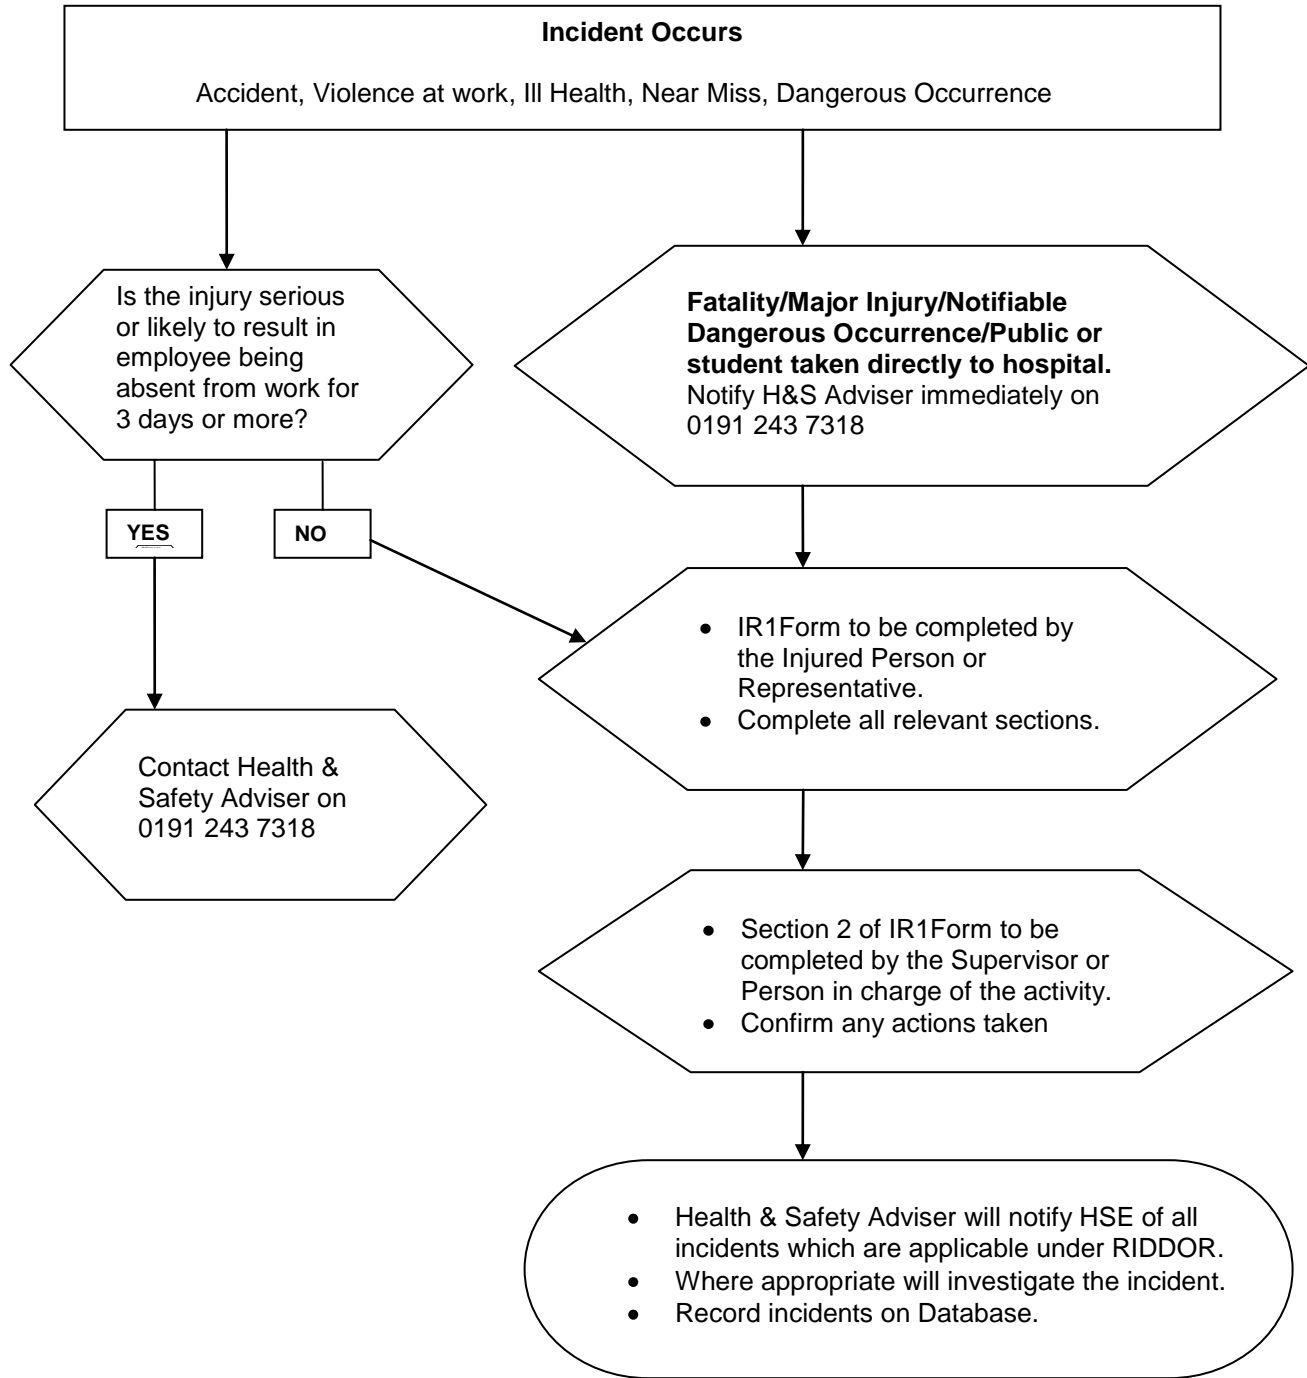 Incident Occurs
Accident, Violence at work, Ill Health, Near Miss, Dangerous Occurrence
Is the injury serious
or likely to result in
employee being
absent from work for
3 days or more?
Fatality/Major Injury/Notifiable
Dangerous Occurrence/Public or
student taken directly to hospital.
Notify H&S Adviser immediately on
0191 243 7318
YES
NO
• IR1Form to be completed by
the Injured Person or
Representative.
• Complete all relevant sections.
Contact Health &
Safety Adviser on
0191 243 7318
• Section 2 of IR1Form to be
completed by the Supervisor or
Person in charge of the activity.
• Confirm any actions taken
• Health & Safety Adviser will notify HSE of all
incidents which are applicable under RIDDOR.
• Where appropriate will investigate the incident.
• Record incidents on Database.